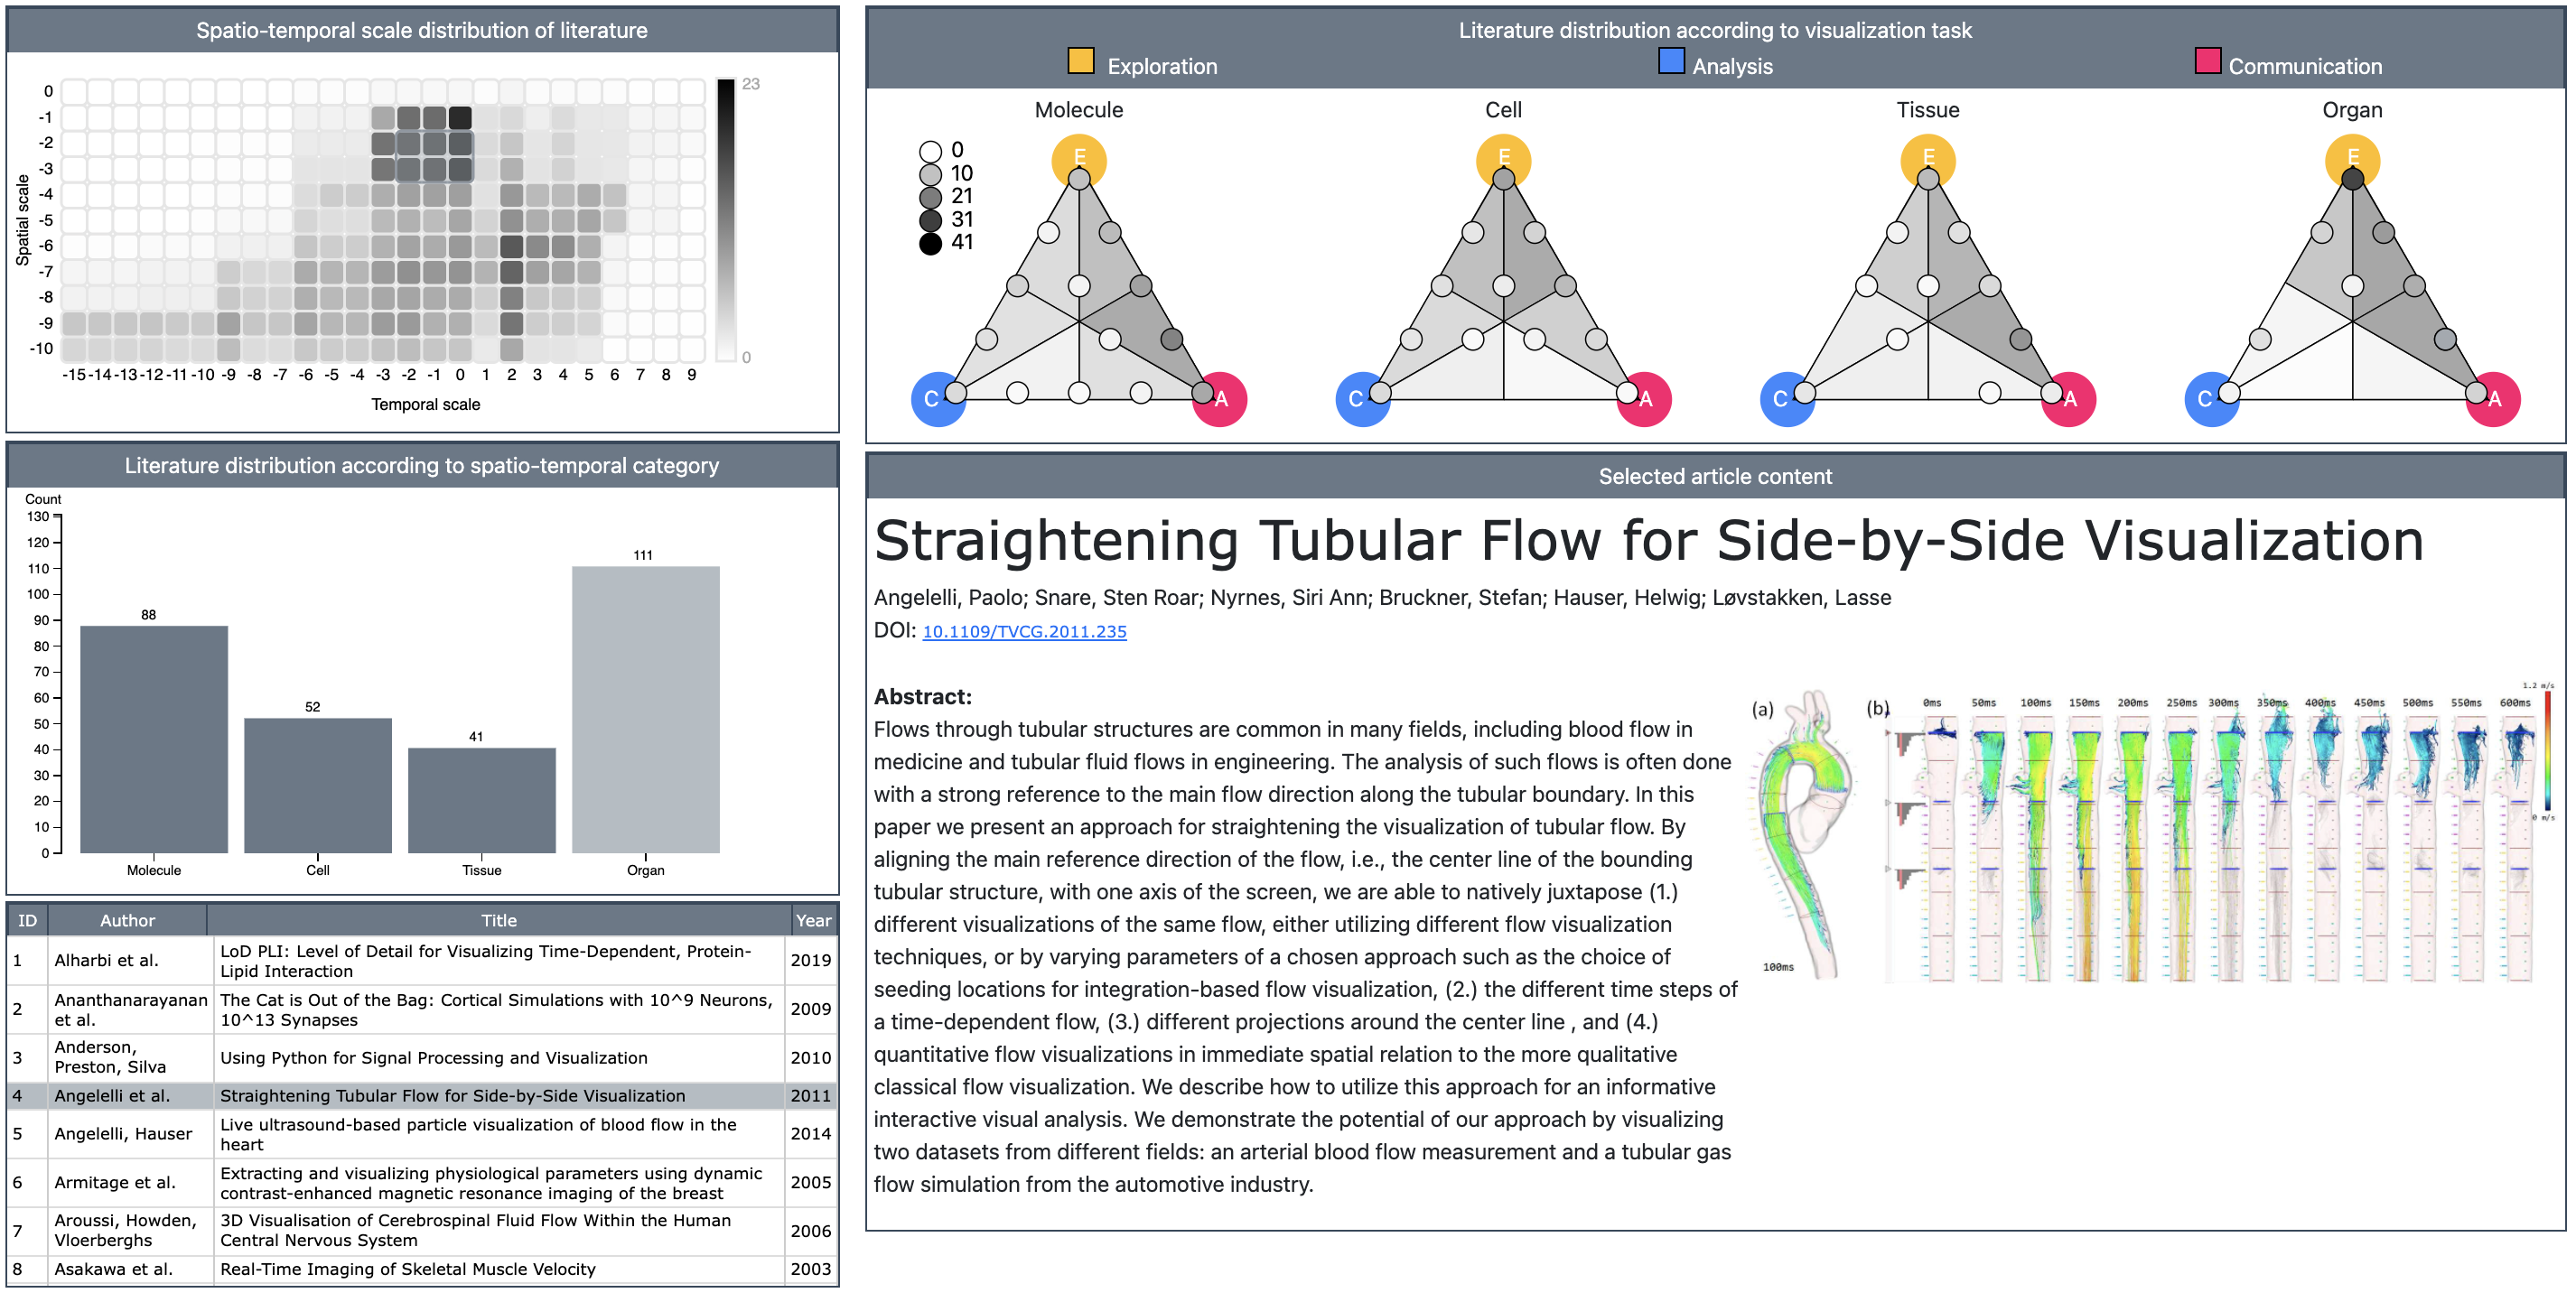 Spatio-temporal scale distribution of literature
Spatial scale
0
-1
-2
-3
-4
-5
-6
-7
-8
-9
-10
-15 -14 -13 -12 -11 -10 -9 -8 -7 -6 -5 -4 -3 -2 -1 0 1 2 3 4 5 6 7 8 9
Temporal scale
23
0
Literature distribution according to visualization task
Exploration Analysis Communication
Molecule Cell Tissue Organ
0
10
21
31
41
E C A
E C A
E C A
E C A
Literature distribution according to spatio-temporal category
Count
130
120
110
100
90
80
70
60
50
40
30
20
10
0
88
52
41
111
Molecule Cell Tissue Organ
ID Author Title Year
1 Alharbi et al. LoD PLI: Level of Detail for Visualizing Time-Dependent, Protein-
Lipid Interaction 2019
2 Ananthanarayanan et al. The Cat is Out of the Bag: Cortical Simulations with 10^9 Neurons,
10^13 Synapses 2009
3 Anderson, Preston, Silva Using Python for Signal Processing and Visualization 2010
4 Angelelli et al. Straightening Tubular Flow for Side-by-Side Visualization 2011
5 Angelelli, Hauser Live ultrasound-based particle visualization of blood flow in the
heart 2014
6 Armitage et al. Extracting and visualizing physiological parameters using dynamic
contrast-enhanced magnetic resonance imaging of the breast 2005
7 Aroussi, Howden, Vloerberghs 3D Visualisation of Cerebrospinal Fluid Flow Within the Human
Central Nervous System 2006
8 Asakawa et al. Real-Time Imaging of Skeletal Muscle Velocity 2003
Selected article content
Straightening Tubular Flow for Side-by-Side Visualization
Angelelli, Paolo; Snare, Sten Roar; Nyrnes, Siri Ann; Bruckner, Stefan; Hauser, Helwig; Løvstakken, Lasse
DOI: 10.1109/TVCG.2011.235
Abstract:
Flows through tubular structures are common in many fields, including blood flow in
medicine and tubular fluid flows in engineering. The analysis of such flows is often done
with a strong reference to the main flow direction along the tubular boundary. In this
paper we present an approach for straightening the visualization of tubular flow. By
aligning the main reference direction of the flow, i.e., the center line of the bounding
tubular structure, with one axis of the screen, we are able to natively juxtapose (1.)
different visualizations of the same flow, either utilizing different flow visualization
techniques, or by varying parameters of a chosen approach such as the choice of
seeding locations for integration-based flow visualization, (2.) the different time steps of
a time-dependent flow, (3.) different projections around the center line , and (4.)
quantitative flow visualizations in immediate spatial relation to the more qualitative
classical flow visualization. We describe how to utilize this approach for an informative
interactive visual analysis. We demonstrate the potential of our approach by visualizing
two datasets from different fields: an arterial blood flow measurement and a tubular gas
flow simulation from the automotive industry.
(a)
100ms
(b)
0ms 50ms 100ms 150ms 200ms 250ms 300ms 350ms 400ms 450ms 500ms 550ms 600ms
1.2 m/s
0 m/s